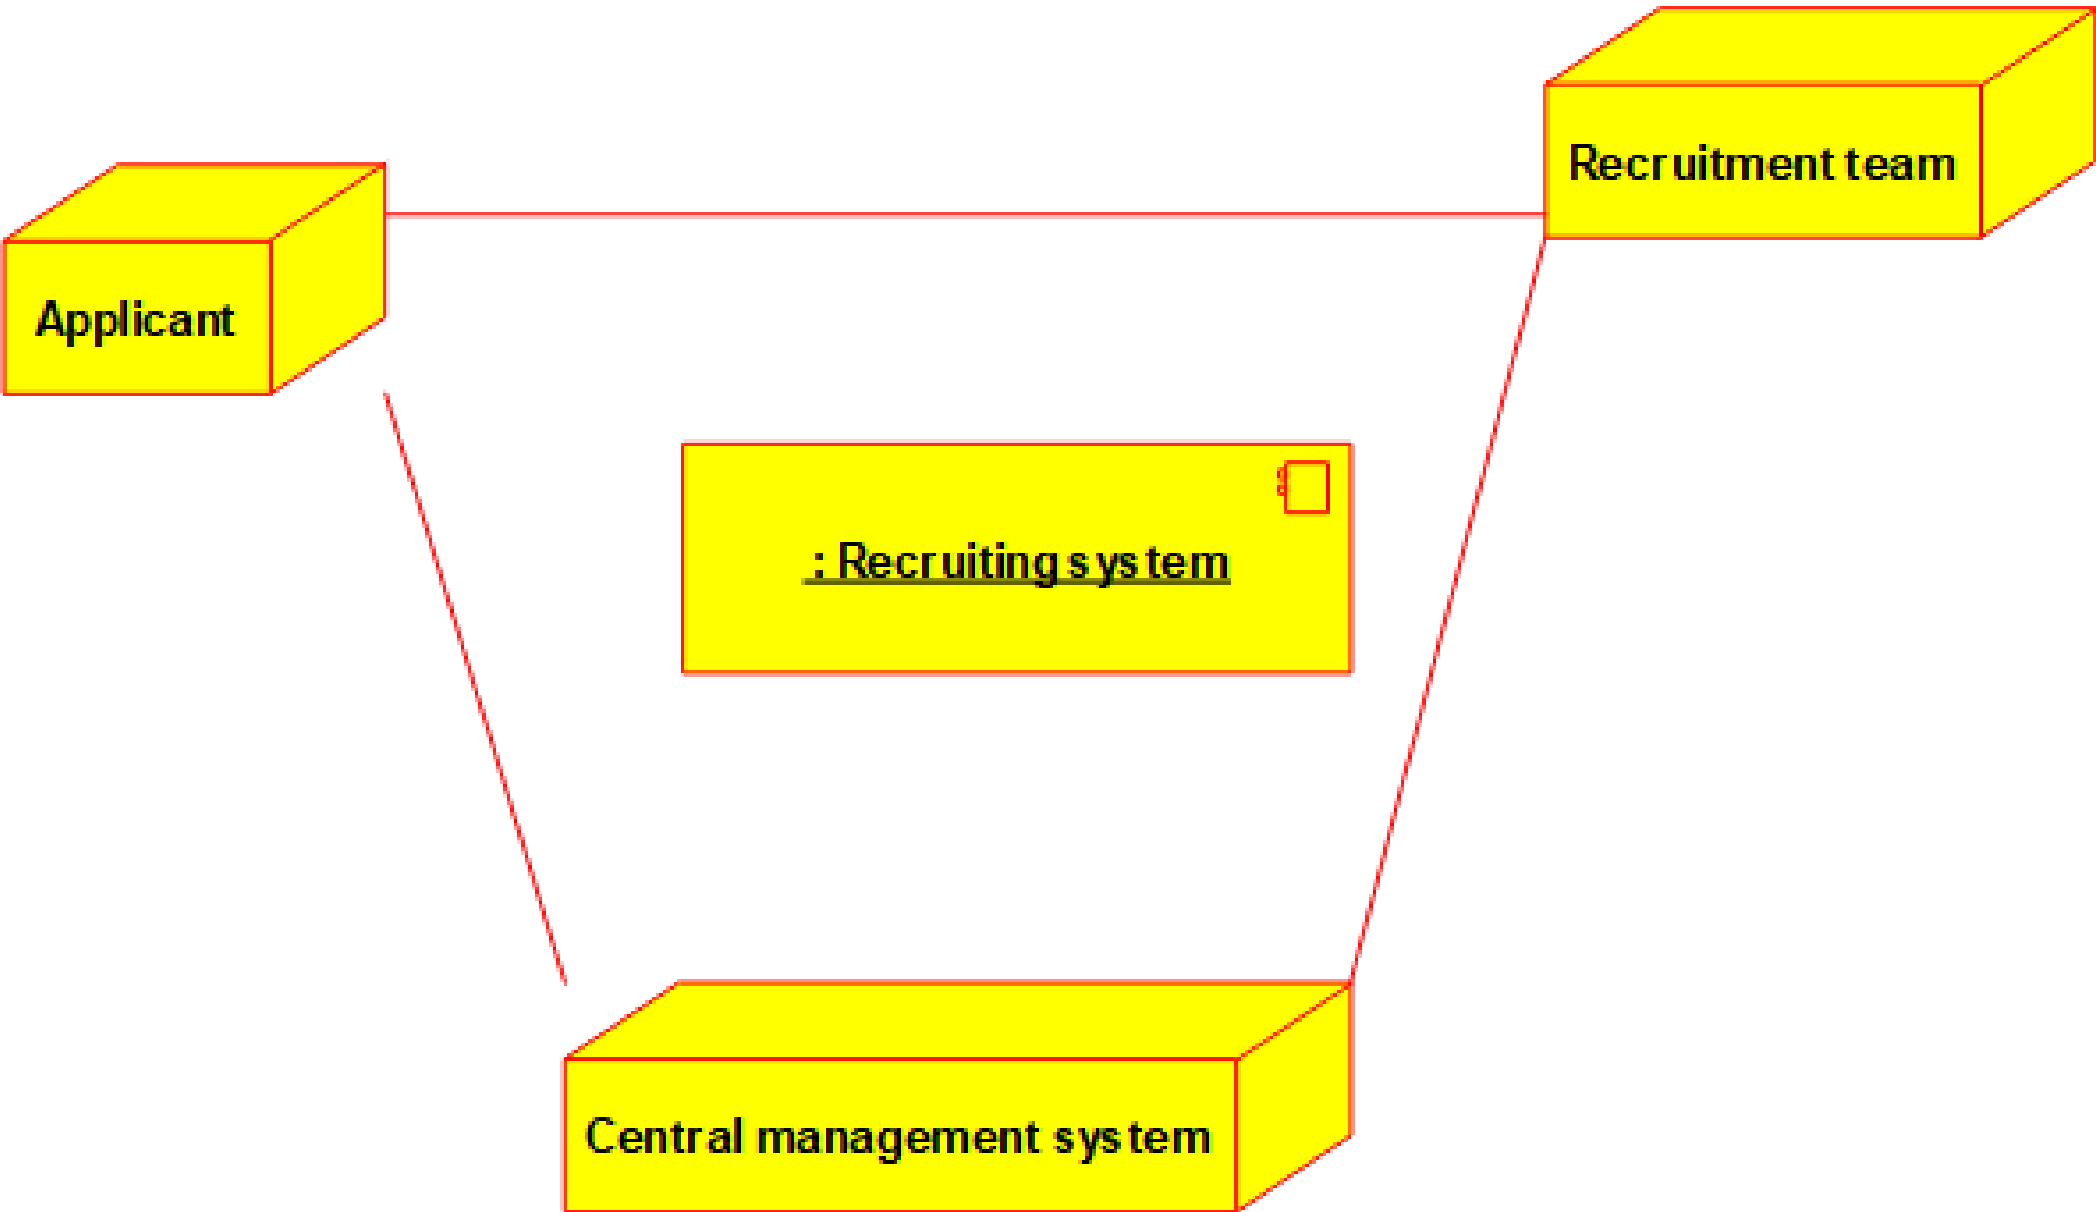 Recruitment team
Applicant
: Recruiting system
Central management system